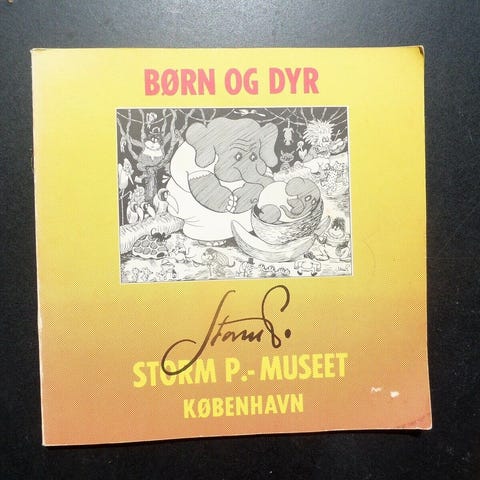 BØRN OG DYR
Storm P.
STORM P.-MUSEET
KØBENHAVN